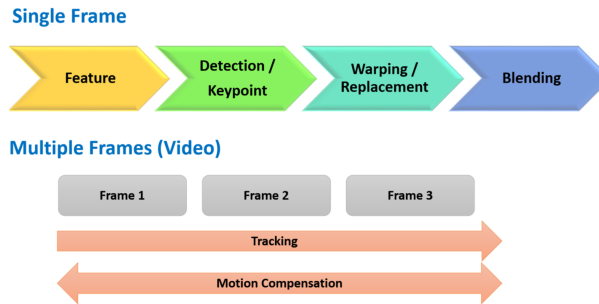 Single Frame
Feature
Detection /
Keypoint
Warping /
Replacement
Blending
Multiple Frames (Video)
Frame 1
Frame 2
Frame 3
Tracking
Motion Compensation